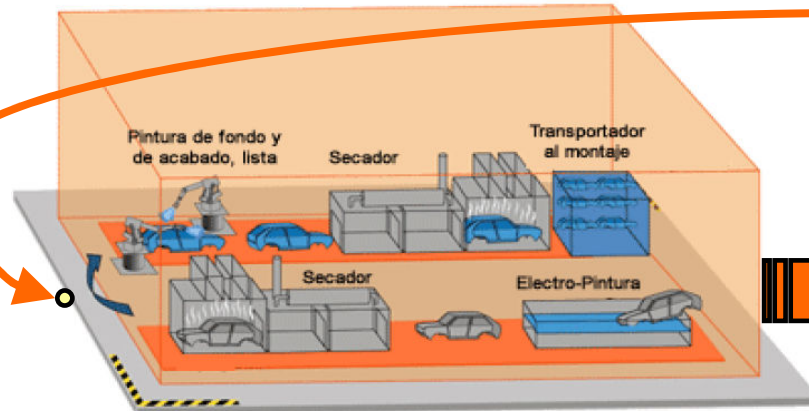 Pintura de fondo y
de acabado, lista
Secador
Transportador
al montaje
Secador
Electro-Pintura